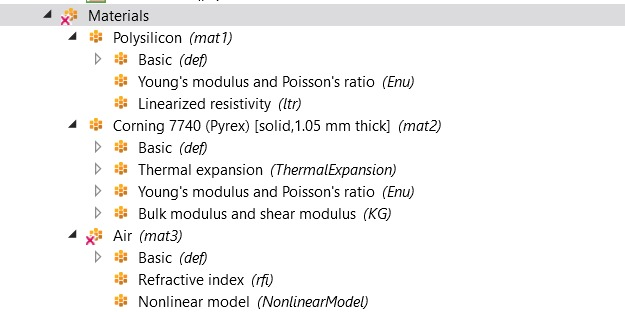 Materials
Polysilicon (mat1)
Basic (def)
Young's modulus and Poisson's ratio (Enu)
Linearized resistivity (ltr)
Corning 7740 (Pyrex) [solid,1.05 mm thick] (mat2)
Basic (def)
Thermal expansion (ThermalExpansion)
Young's modulus and Poisson's ratio (Enu)
Bulk modulus and shear modulus (KG)
Air (mat3)
Basic (def)
Refractive index (rfi)
Nonlinear model (NonlinearModel)